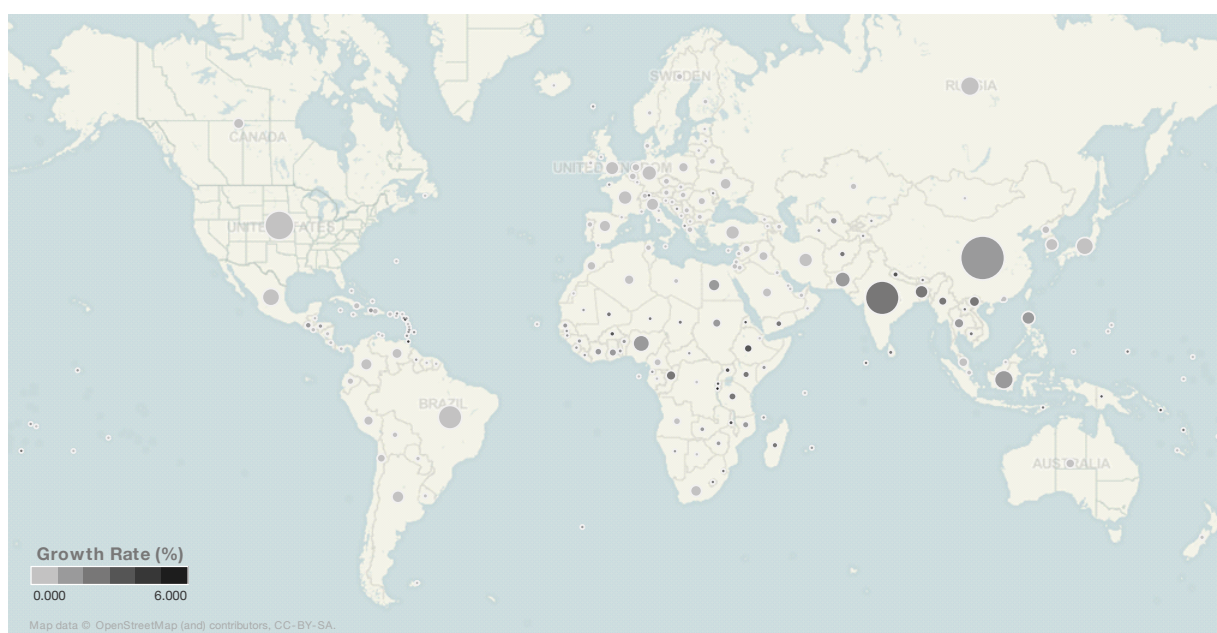 SWEDEN
RUSSIA
CANADA
UNITED KINGDOM
UNITED STATES
BRAZIL
AUSTRALIA
Growth Rate (%)
0.000 6.000
Map data © OpenStreetMap (and) contributors, CC-BY-SA.